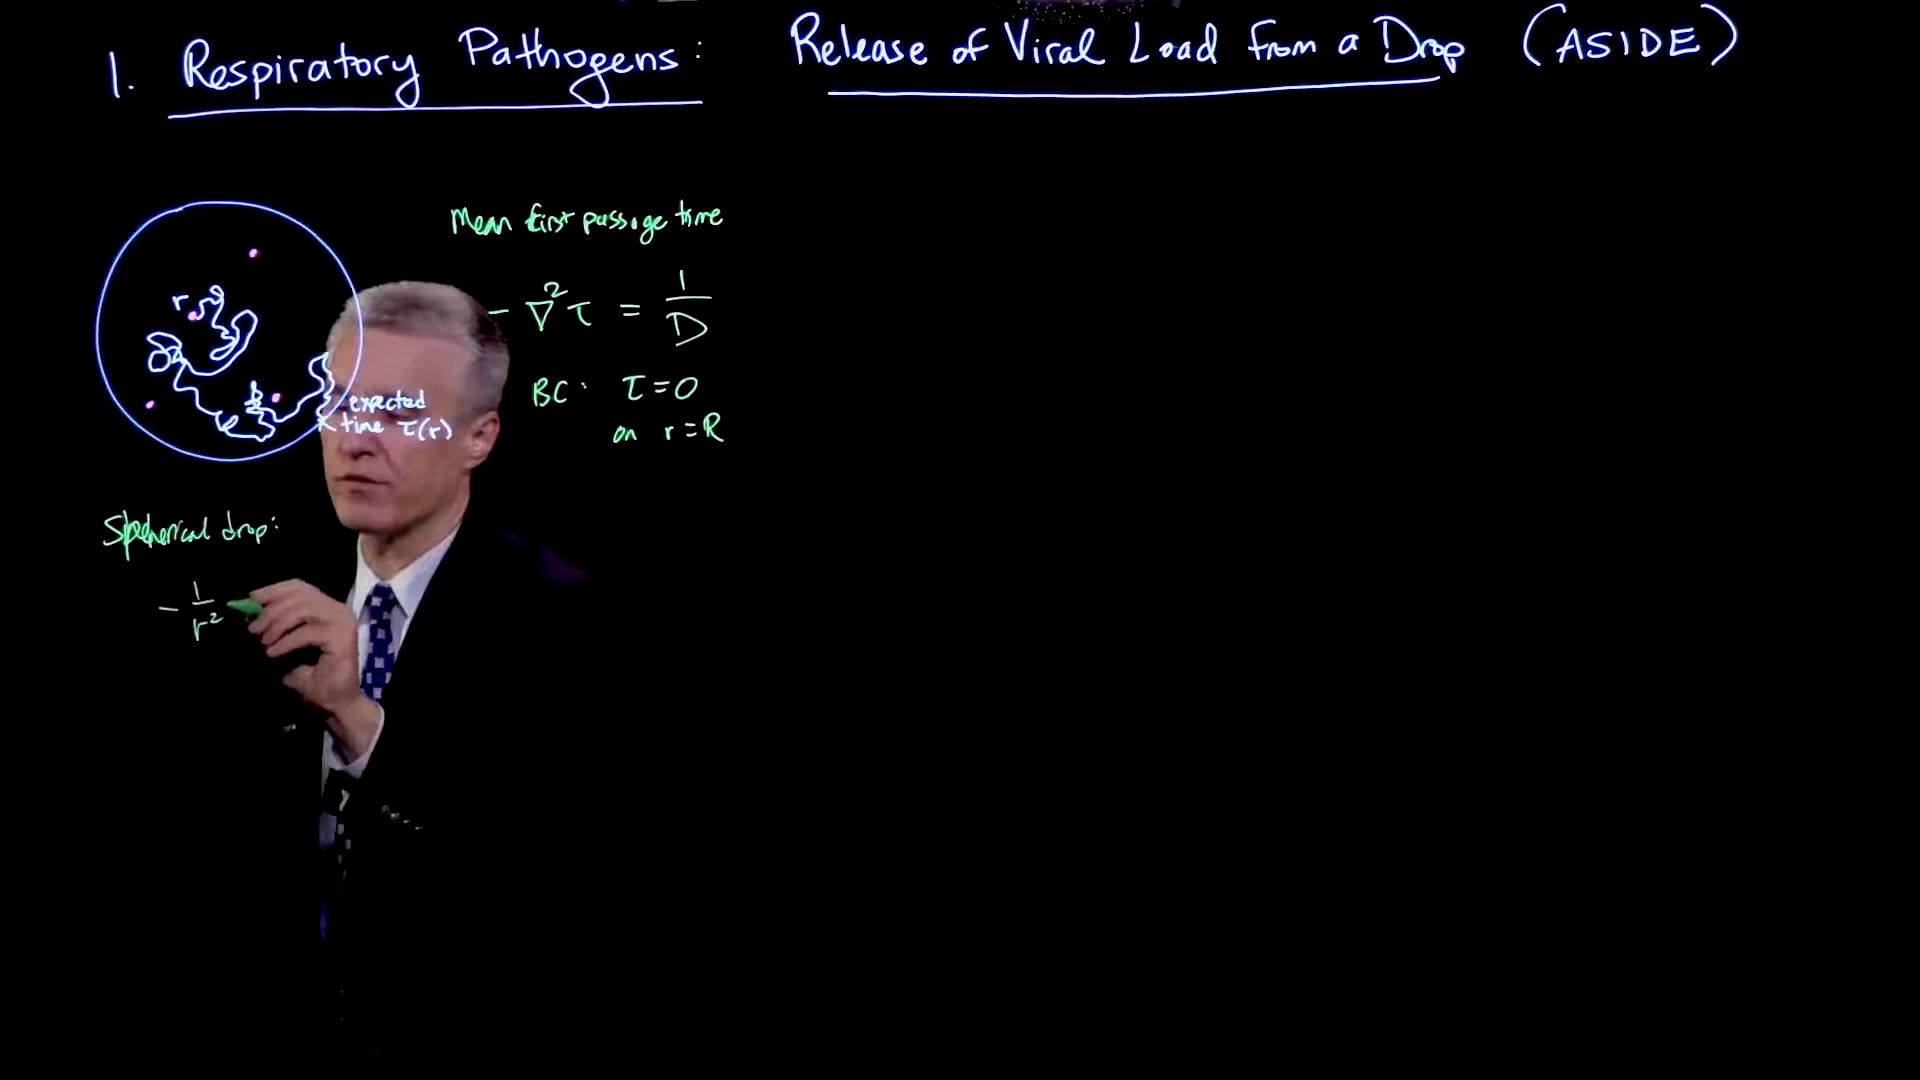 1. Respiratory Pathogens: Release of Viral Load from a Drop (ASIDE)
Mean first passage time
r
- ∇² τ = 1/D
BC: τ = 0
on r = R
expected
time τ(r)
Spherical drop:
- 1/r²